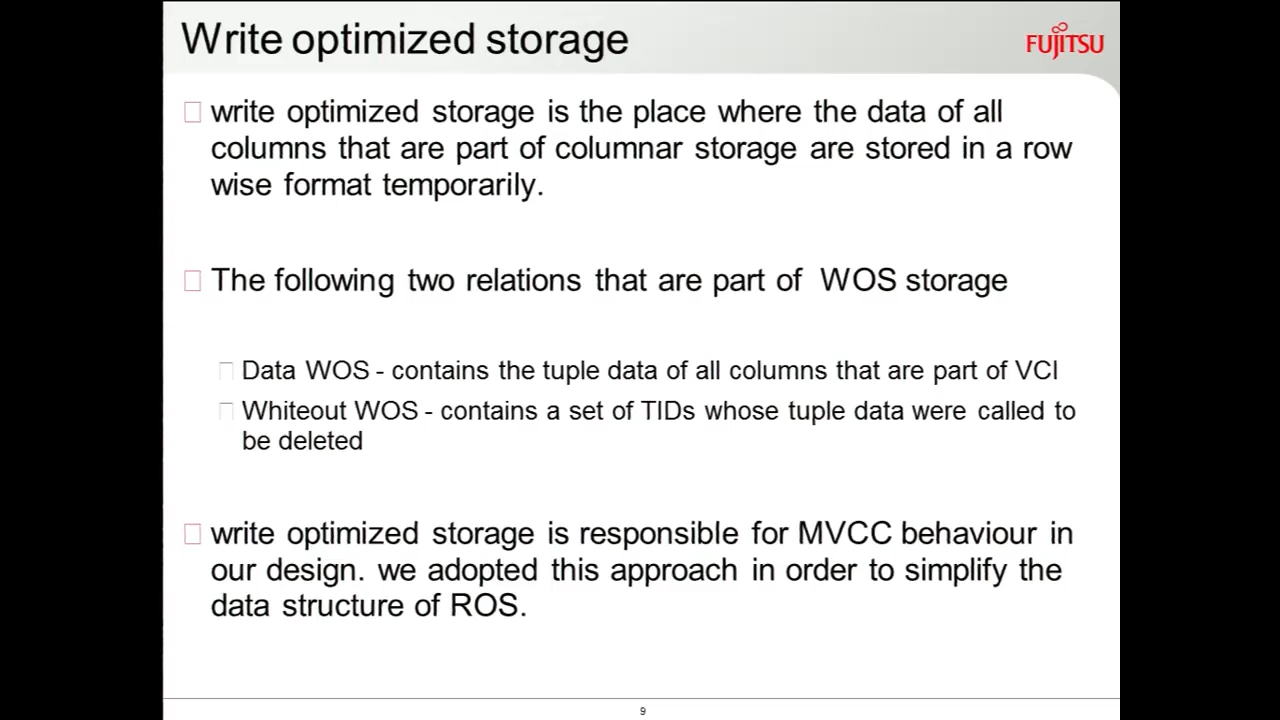 Write optimized storage
FUJITSU
write optimized storage is the place where the data of all
columns that are part of columnar storage are stored in a row
wise format temporarily.
The following two relations that are part of WOS storage
Data WOS - contains the tuple data of all columns that are part of VCI
Whiteout WOS - contains a set of TIDs whose tuple data were called to
be deleted
write optimized storage is responsible for MVCC behaviour in
our design. we adopted this approach in order to simplify the
data structure of ROS.
9